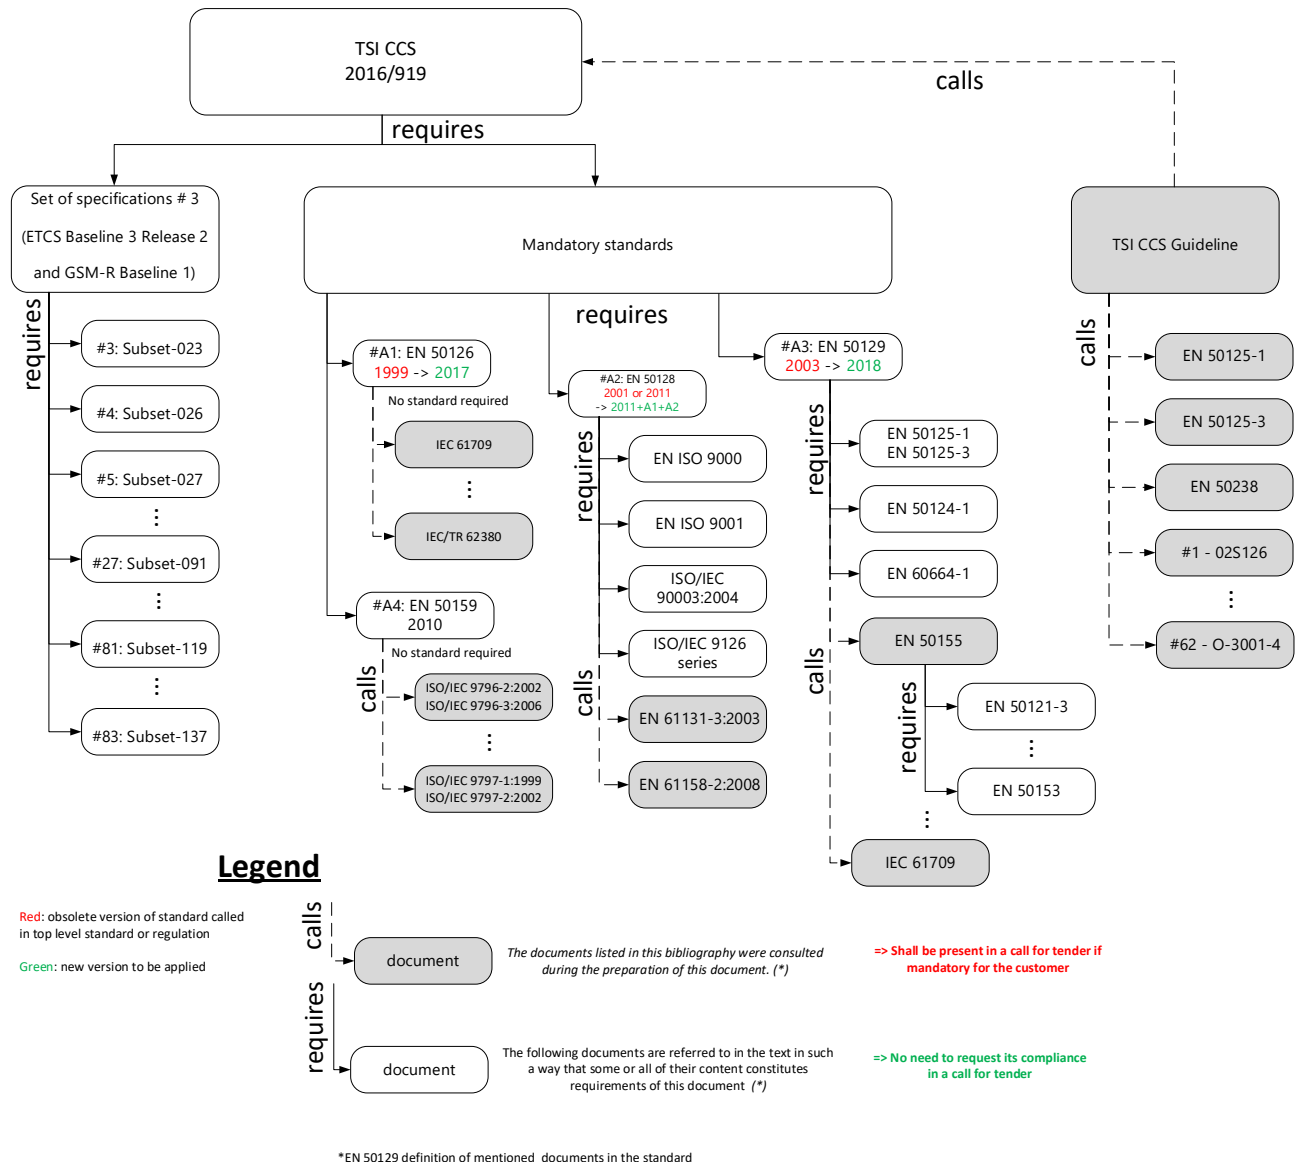 TSI CCS
2016/919
calls
requires
Set of specifications # 3
(ETCS Baseline 3 Release 2
and GSM-R Baseline 1)
requires
#3: Subset-023
#4: Subset-026
#5: Subset-027
#27: Subset-091
#81: Subset-119
#83: Subset-137
Mandatory standards
requires
#A1: EN 50126
1999 -> 2017
No standard required
IEC 61709
IEC/TR 62380
#A4: EN 50159
2010
No standard required
calls
ISO/IEC 9796-2:2002
ISO/IEC 9796-3:2006
ISO/IEC 9797-1:1999
ISO/IEC 9797-2:2002
#A2: EN 50128
2001 or 2011
-> 2011+A1+A2
requires
EN ISO 9000
EN ISO 9001
ISO/IEC
90003:2004
ISO/IEC 9126
series
calls
EN 61131-3:2003
EN 61158-2:2008
#A3: EN 50129
2003 -> 2018
requires
EN 50125-1
EN 50125-3
EN 50124-1
EN 60664-1
calls
EN 50155
requires
EN 50121-3
EN 50153
IEC 61709
TSI CCS Guideline
calls
EN 50125-1
EN 50125-3
EN 50238
#1 - 02S126
#62 - O-3001-4
Legend
Red: obsolete version of standard called
in top level standard or regulation
Green: new version to be applied
calls
document
The documents listed in this bibliography were consulted
during the preparation of this document. (*)
=> Shall be present in a call for tender if
mandatory for the customer
requires
document
The following documents are referred to in the text in such
a way that some or all of their content constitutes
requirements of this document (*)
=> No need to request its compliance
in a call for tender
*EN 50129 definition of mentioned documents in the standard